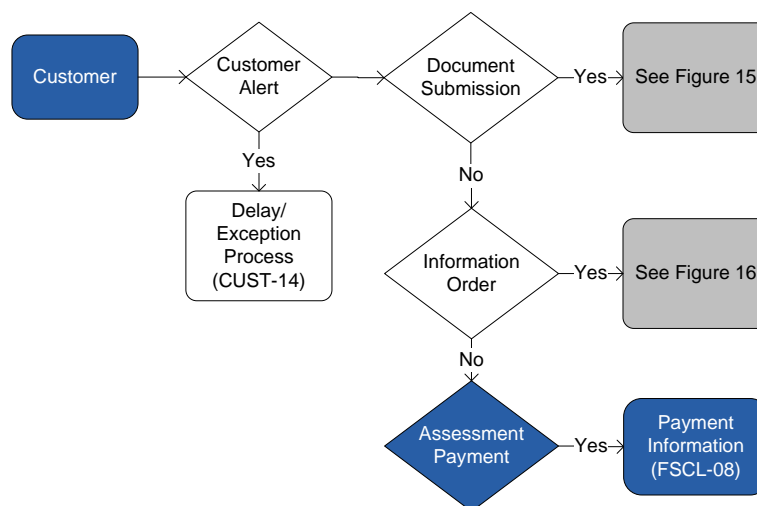 Customer
Customer
Alert
Document
Submission
Yes
See Figure 15
Yes
No
Delay/
Exception
Process
(CUST-14)
Information
Order
Yes
See Figure 16
No
Assessment
Payment
Yes
Payment
Information
(FSCL-08)